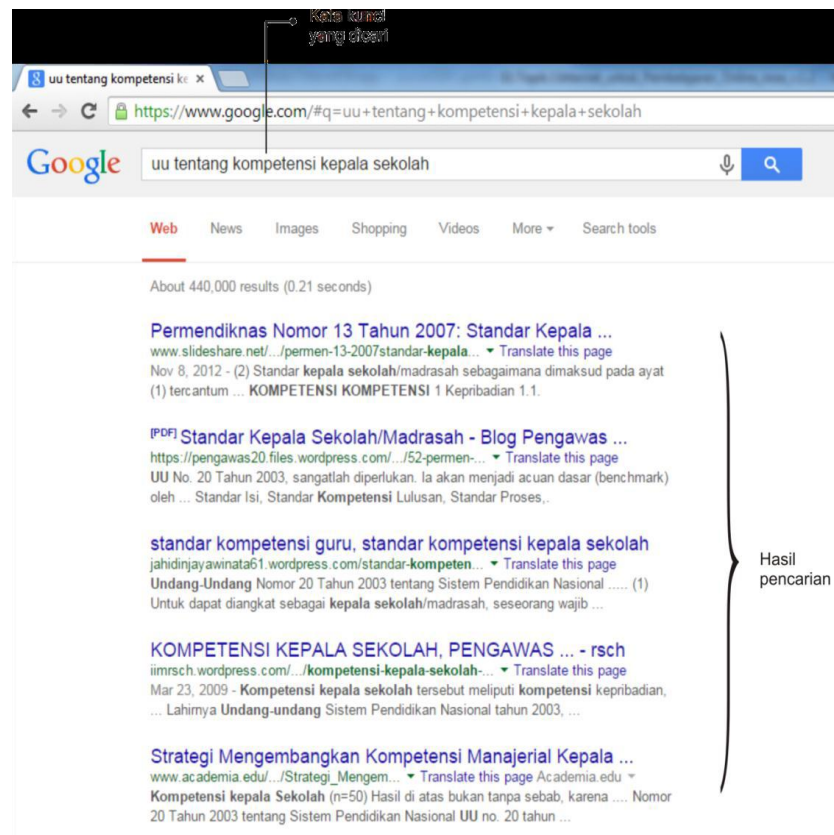 Kata kunci
yang dicari
uu tentang kompetensi ke
https://www.google.com/#q=uu+tentang+kompetensi+kepala+sekolah
Google uu tentang kompetensi kepala sekolah
Web News Images Shopping Videos More Search tools
About 440,000 results (0.21 seconds)
Permendiknas Nomor 13 Tahun 2007: Standar Kepala ...
www.slideshare.net/.../permen-13-2007standar-kepala... Translate this page
Nov 8, 2012 - (2) Standar kepala sekolah/madrasah sebagaimana dimaksud pada ayat
(1) tercantum ... KOMPETENSI KOMPETENSI 1 Kepribadian 1.1.
[PDF] Standar Kepala Sekolah/Madrasah - Blog Pengawas ...
https://pengawas20.files.wordpress.com/.../52-permen-... Translate this page
UU No. 20 Tahun 2003, sangatlah diperlukan. Ia akan menjadi acuan dasar (benchmark)
oleh ... Standar Isi, Standar Kompetensi Lulusan, Standar Proses,.
standar kompetensi guru, standar kompetensi kepala sekolah
jahidinjayawinata61.wordpress.com/standar-kompeten... Translate this page
Undang-Undang Nomor 20 Tahun 2003 tentang Sistem Pendidikan Nasional ..... (1)
Untuk dapat diangkat sebagai kepala sekolah/madrasah, seseorang wajib ...
Hasil
pencarian
KOMPETENSI KEPALA SEKOLAH, PENGAWAS ... - rsch
iimrsch.wordpress.com/.../kompetensi-kepala-sekolah-... Translate this page
Mar 23, 2009 - Kompetensi kepala sekolah tersebut meliputi kompetensi kepribadian,
... Lahirnya Undang-undang Sistem Pendidikan Nasional tahun 2003, ...
Strategi Mengembangkan Kompetensi Manajerial Kepala ...
www.academia.edu/.../Strategi_Mengem... Translate this page Academia.edu
Kompetensi kepala Sekolah (n=50) Hasil di atas bukan tanpa sebab, karena .... Nomor
20 Tahun 2003 tentang Sistem Pendidikan Nasional UU no. 20 tahun ...